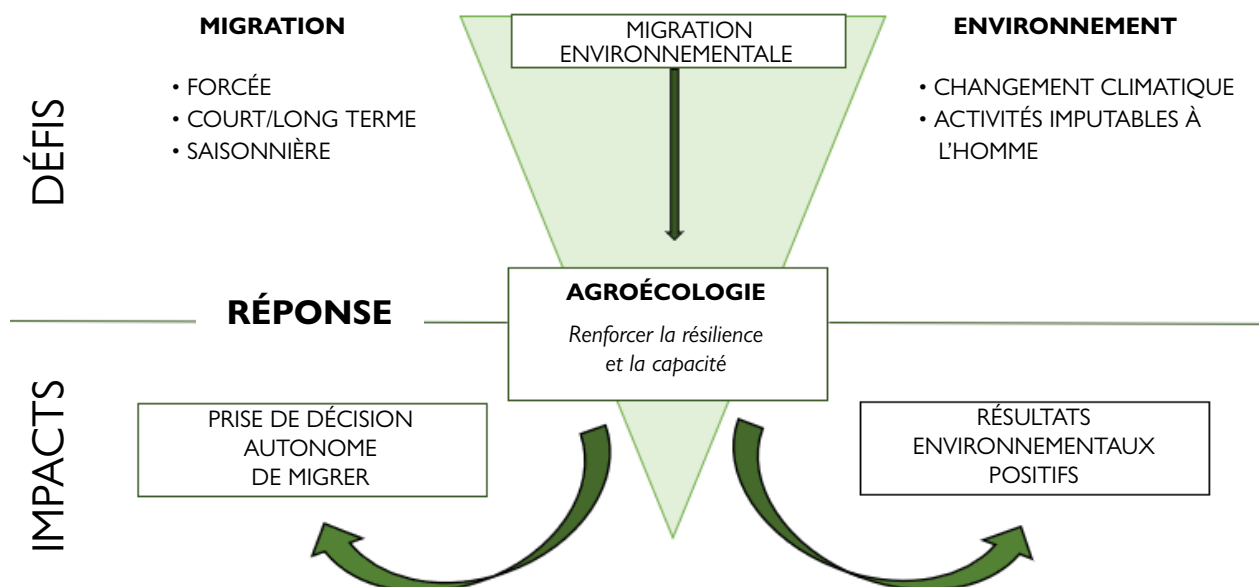 MIGRATION
• FORCÉE
• COURT/LONG TERME
• SAISONNIÈRE
MIGRATION
ENVIRONNEMENTALE
ENVIRONNEMENT
• CHANGEMENT CLIMATIQUE
• ACTIVITÉS IMPUTABLES À
L’HOMME
DÉFIS
RÉPONSE
AGROÉCOLOGIE
Renforcer la résilience
et la capacité
IMPACTS
PRISE DE DÉCISION
AUTONOME
DE MIGRER
RÉSULTATS
ENVIRONNEMENTAUX
POSITIFS